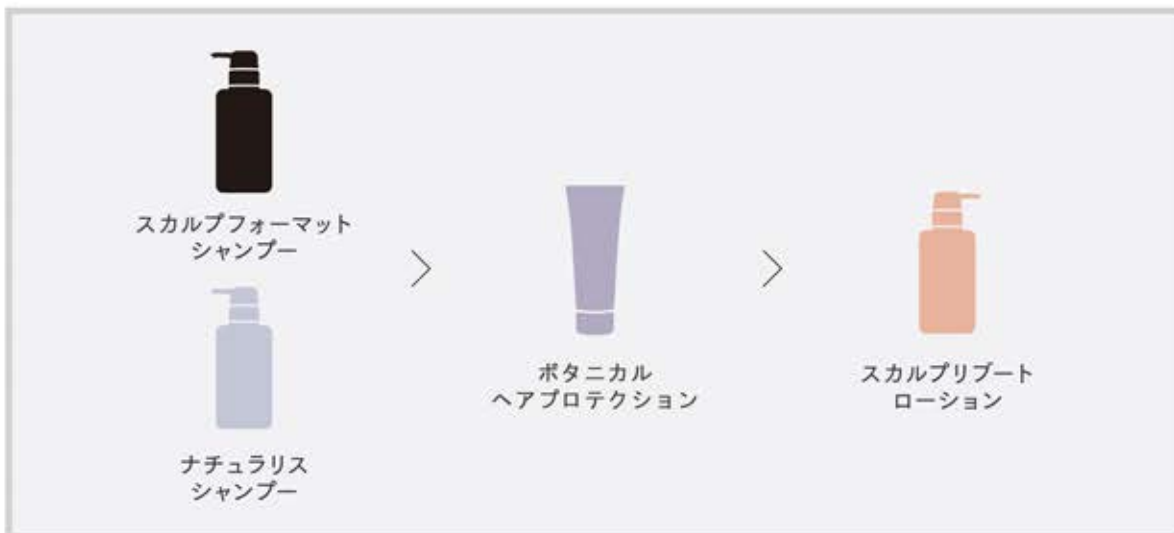 スカルプフォーマット
シャンプー
ナチュラリス
シャンプー
ボタニカル
ヘアプロテクション
スカルプリブート
ローション